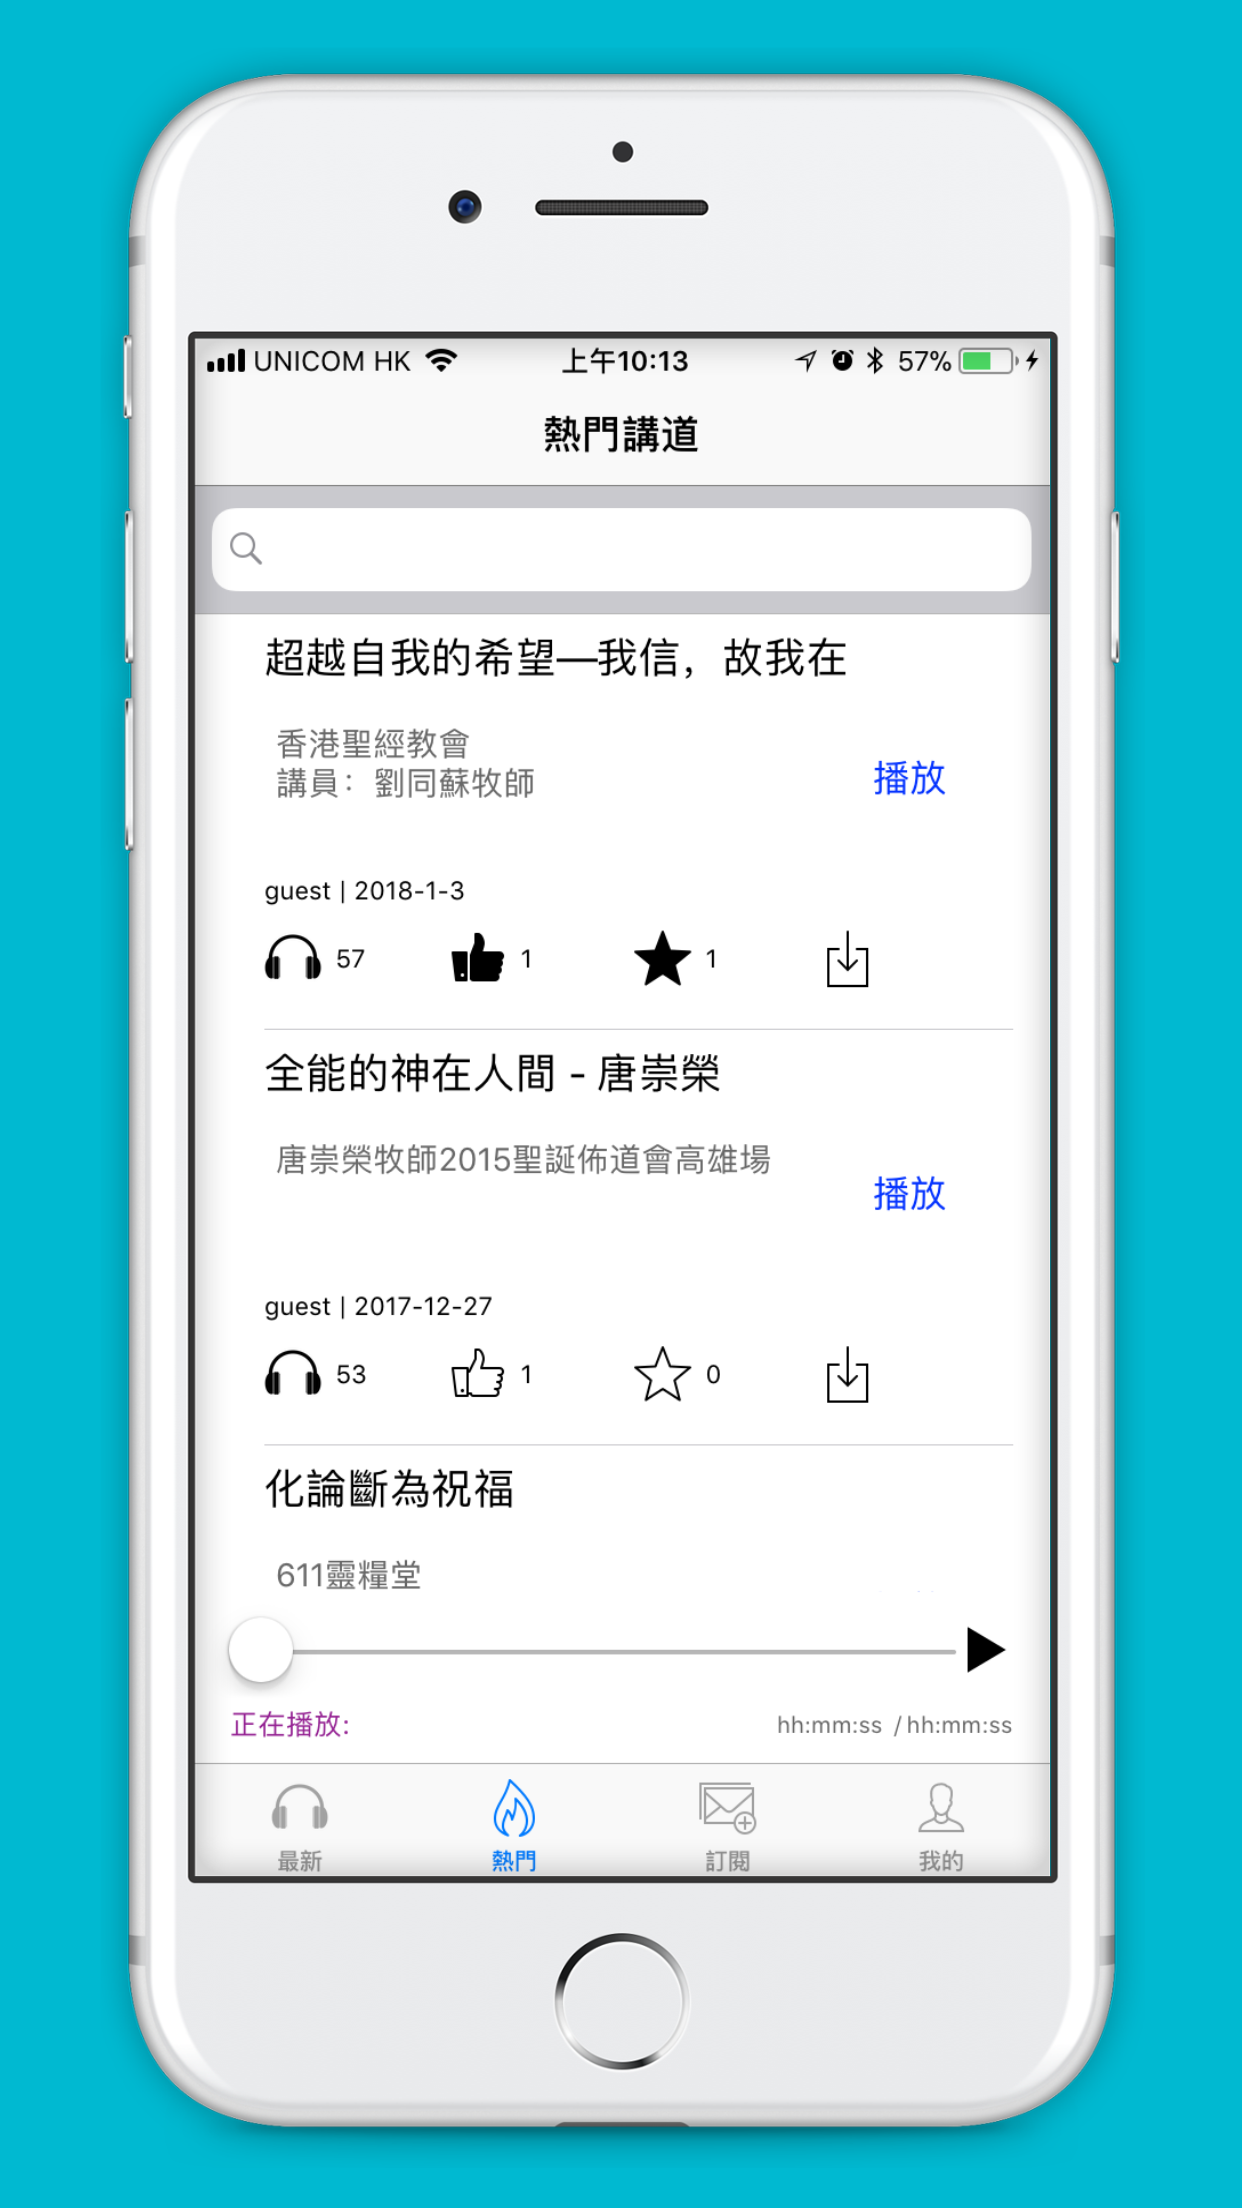 UNICOM HK 上午10:13 57%
熱門講道
超越自我的希望—我信，故我在
香港聖經教會
講員：劉同蘇牧師
播放
guest | 2018-1-3
57 1 1
全能的神在人間 - 唐崇榮
唐崇榮牧師2015聖誕佈道會高雄場
播放
guest | 2017-12-27
53 1 0
化論斷為祝福
611靈糧堂
正在播放: hh:mm:ss / hh:mm:ss
最新 熱門 訂閱 我的